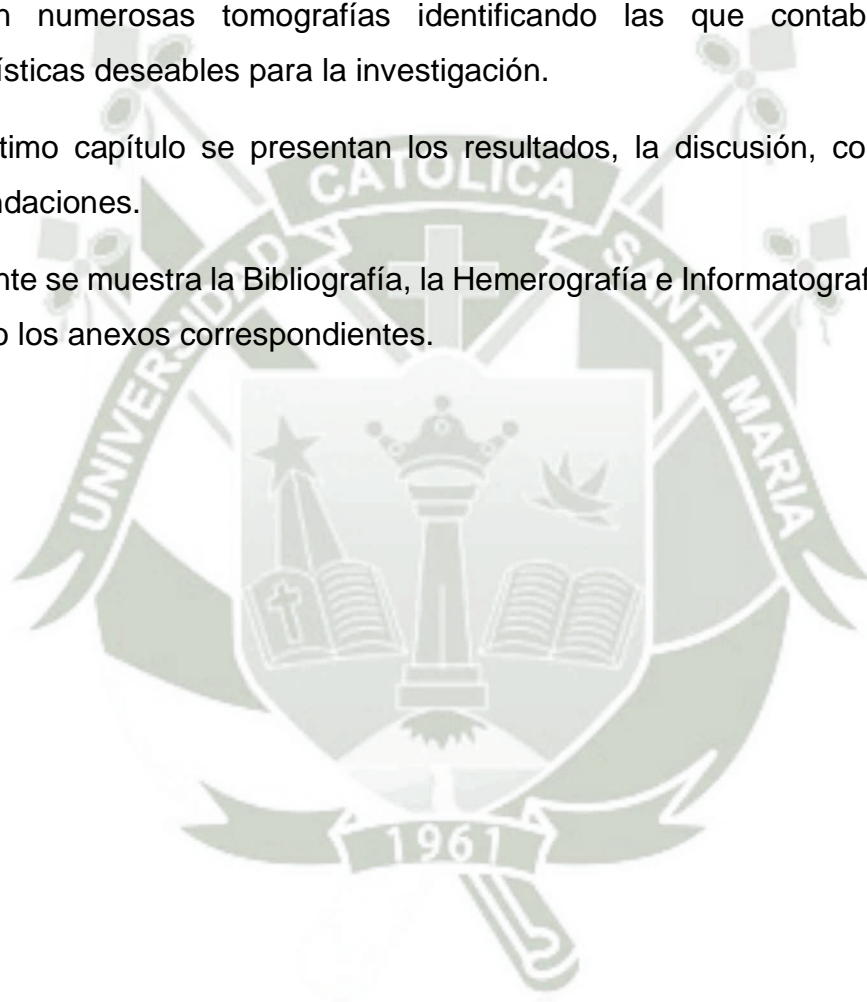 n numerosas tomografías identificando las que contab
ísticas deseables para la investigación.
timo capítulo se presentan los resultados, la discusión, co
ndaciones.
nte se muestra la Bibliografía, la Hemerografía e Informatograf
o los anexos correspondientes.
UNIVERSIDAD CATOLICA SANTA MARIA
1961